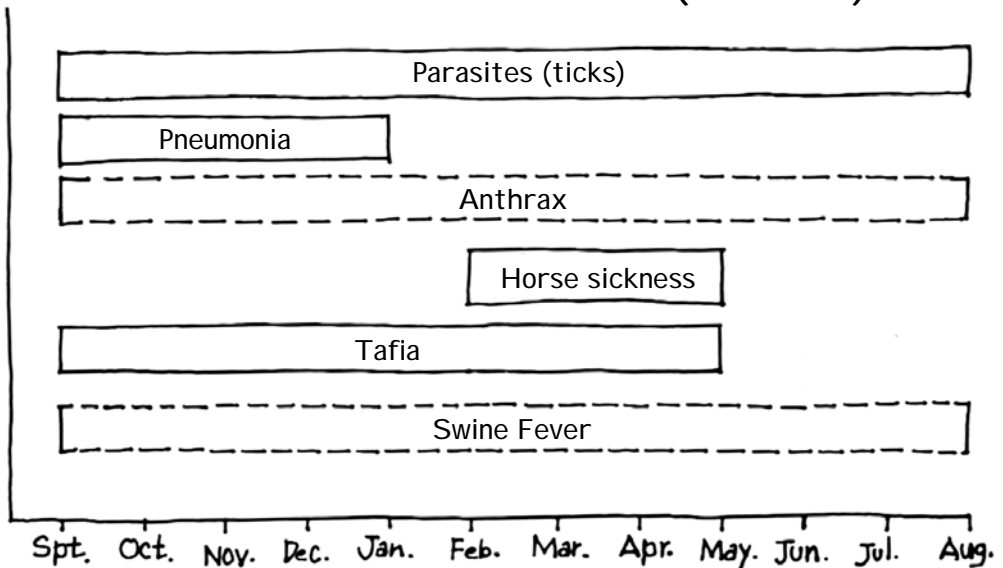 Parasites (ticks)
Pneumonia
Anthrax
Horse sickness
Tafia
Swine Fever
Spt. Oct. Nov. Dec. Jan. Feb. Mar. Apr. May. Jun. Jul. Aug.